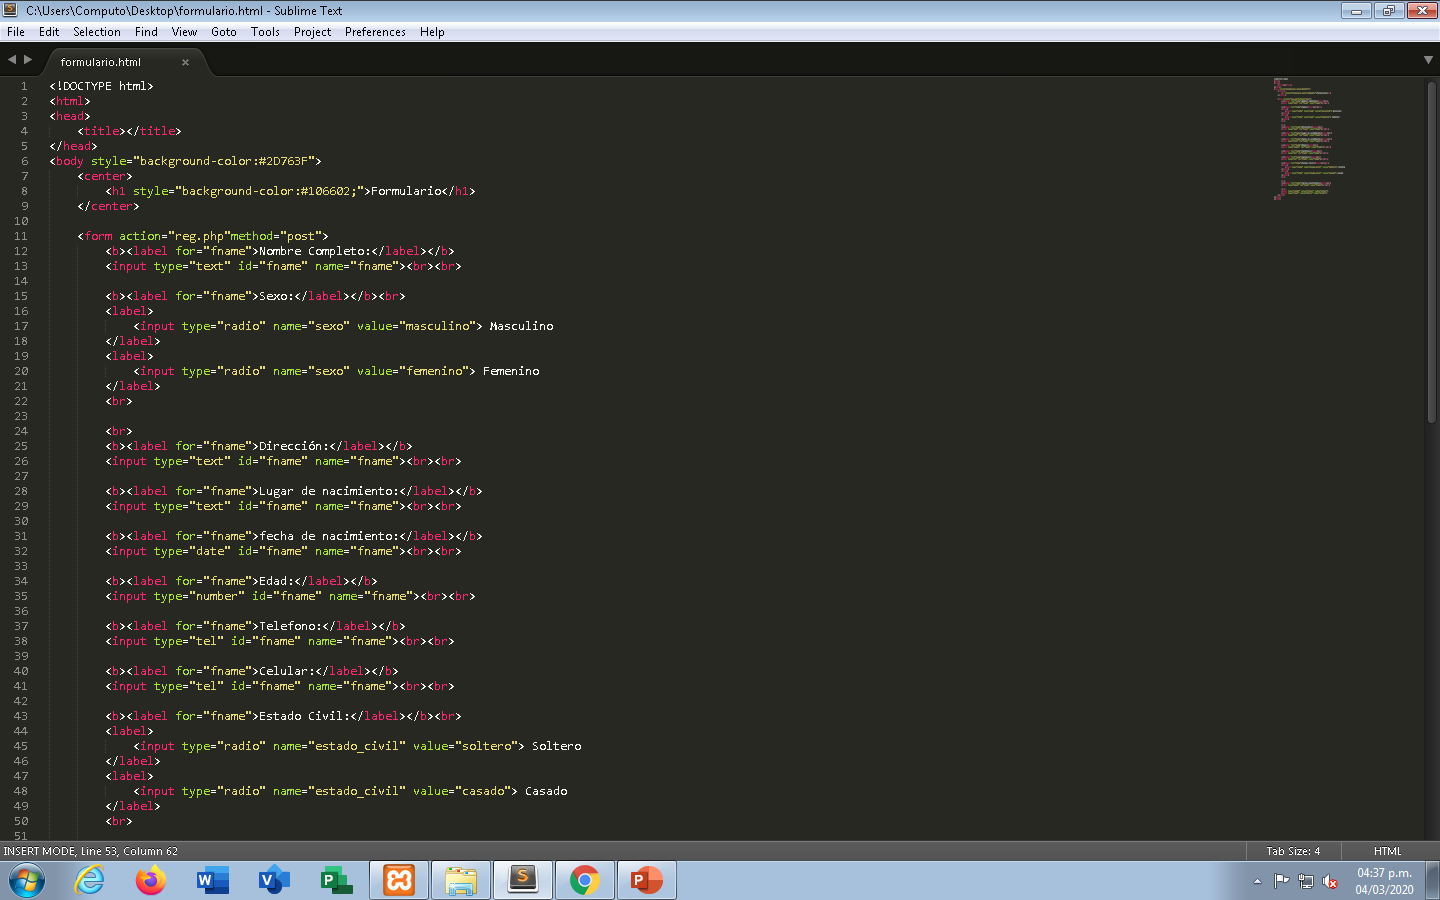 C:\Users\Computo\Desktop\formulario.html - Sublime Text
File Edit Selection Find View Goto Tools Project Preferences Help
formulario.html
1 <!DOCTYPE html>
2 <html>
3 <head>
4 <title></title>
5 </head>
6 <body style="background-color:#2D763F">
7 <center>
8 <h1 style="background-color:#106602;">Formulario</h1>
9 </center>
10
11 <form action="reg.php"method="post">
12 <b><label for="fname">Nombre Completo:</label></b>
13 <input type="text" id="fname" name="fname"><br><br>
14
15 <b><label for="fname">Sexo:</label></b><br>
16 <label>
17 <input type="radio" name="sexo" value="masculino"> Masculino
18 </label>
19 <label>
20 <input type="radio" name="sexo" value="femenino"> Femenino
21 </label>
22 <br>
23
24 <br>
25 <b><label for="fname">Dirección:</label></b>
26 <input type="text" id="fname" name="fname"><br><br>
27
28 <b><label for="fname">Lugar de nacimiento:</label></b>
29 <input type="text" id="fname" name="fname"><br><br>
30
31 <b><label for="fname">fecha de nacimiento:</label></b>
32 <input type="date" id="fname" name="fname"><br><br>
33
34 <b><label for="fname">Edad:</label></b>
35 <input type="number" id="fname" name="fname"><br><br>
36
37 <b><label for="fname">Telefono:</label></b>
38 <input type="tel" id="fname" name="fname"><br><br>
39
40 <b><label for="fname">Celular:</label></b>
41 <input type="tel" id="fname" name="fname"><br><br>
42
43 <b><label for="fname">Estado Civil:</label></b><br>
44 <label>
45 <input type="radio" name="estado_civil" value="soltero"> Soltero
46 </label>
47 <label>
48 <input type="radio" name="estado_civil" value="casado"> Casado
49 </label>
50 <br>
51
INSERT MODE, Line 53, Column 62 Tab Size: 4 HTML
04:37 p.m.
04/03/2020